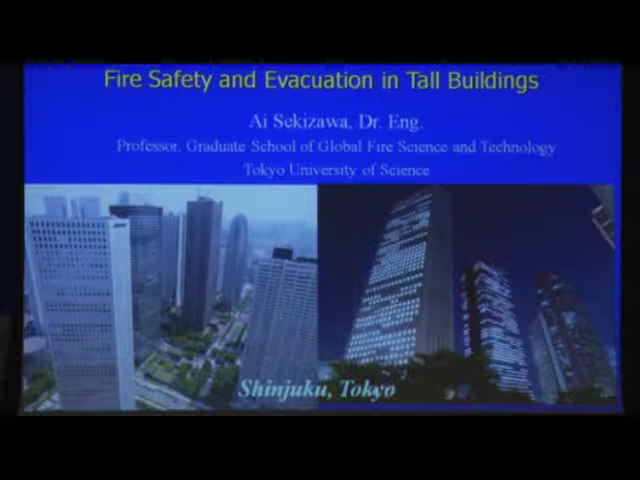 Fire Safety and Evacuation in Tall Buildings
Ai Sekizawa, Dr. Eng.
Professor, Graduate School of Global Fire Science and Technology
Tokyo University of Science
Shinjuku, Tokyo